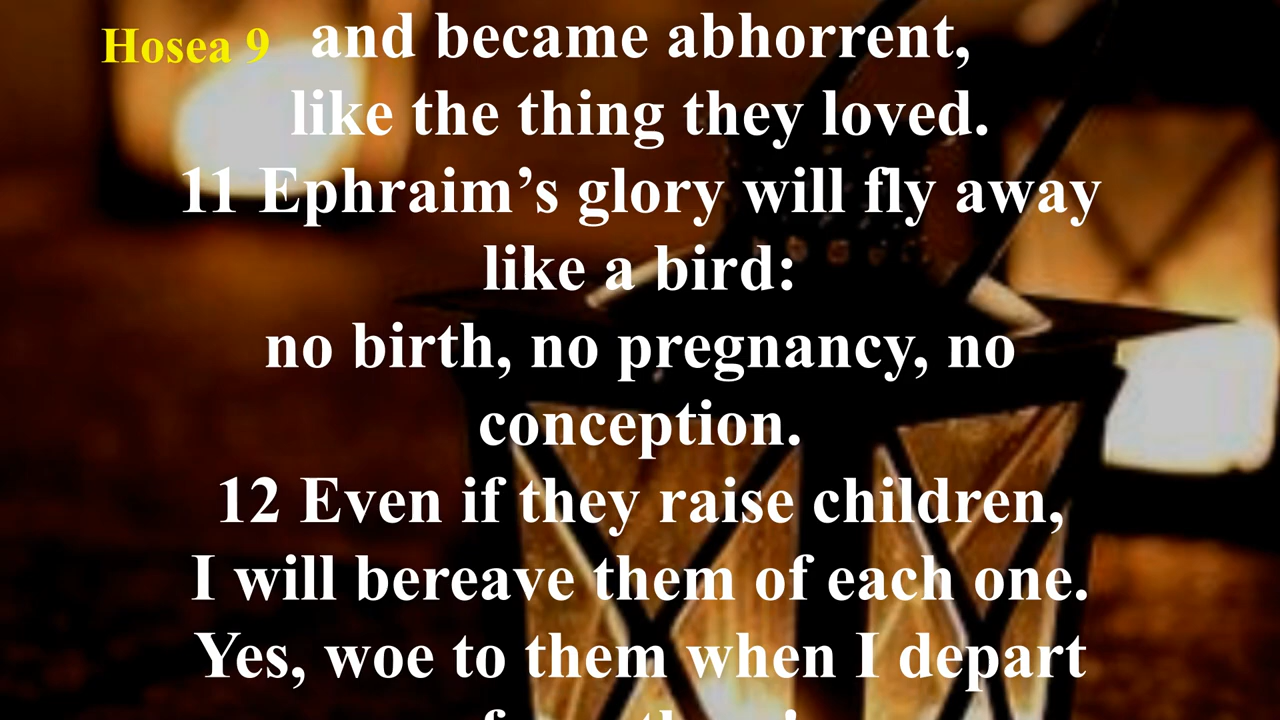 Hosea 9
and became abhorrent,
like the thing they loved.
11 Ephraim’s glory will fly away
like a bird:
no birth, no pregnancy, no
conception.
12 Even if they raise children,
I will bereave them of each one.
Yes, woe to them when I depart